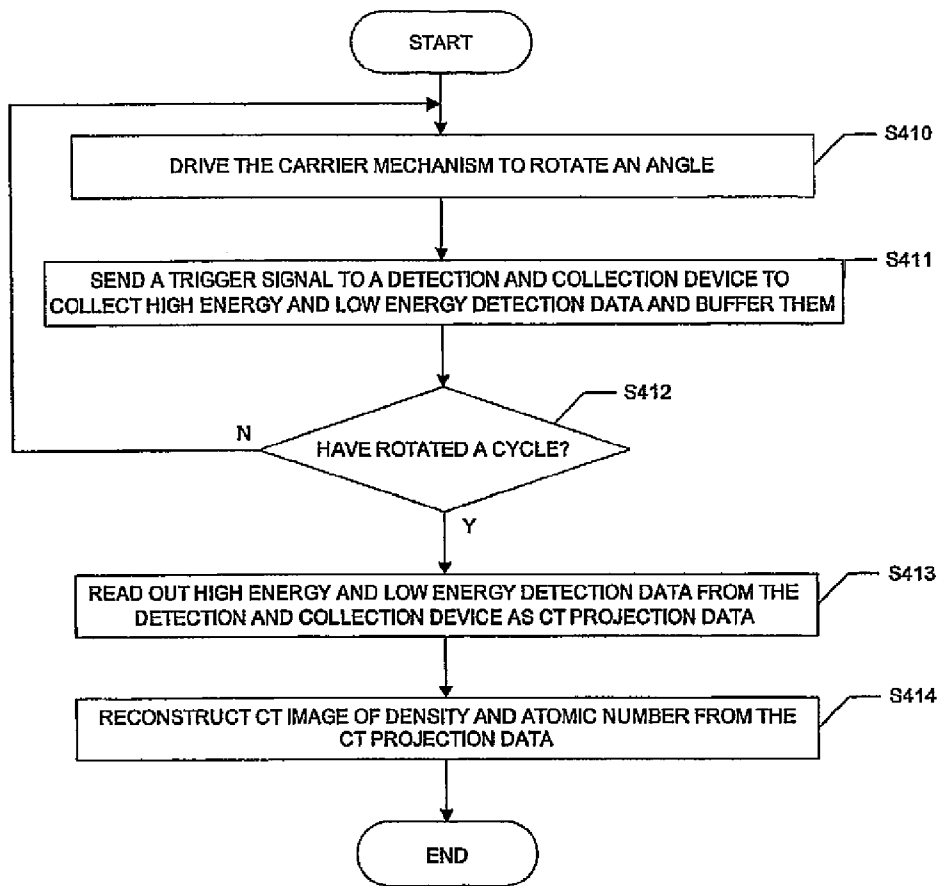 START
S410
DRIVE THE CARRIER MECHANISM TO ROTATE AN ANGLE
S411
SEND A TRIGGER SIGNAL TO A DETECTION AND COLLECTION DEVICE TO
COLLECT HIGH ENERGY AND LOW ENERGY DETECTION DATA AND BUFFER THEM
S412
N
HAVE ROTATED A CYCLE?
Y
S413
READ OUT HIGH ENERGY AND LOW ENERGY DETECTION DATA FROM THE
DETECTION AND COLLECTION DEVICE AS CT PROJECTION DATA
S414
RECONSTRUCT CT IMAGE OF DENSITY AND ATOMIC NUMBER FROM THE
CT PROJECTION DATA
END